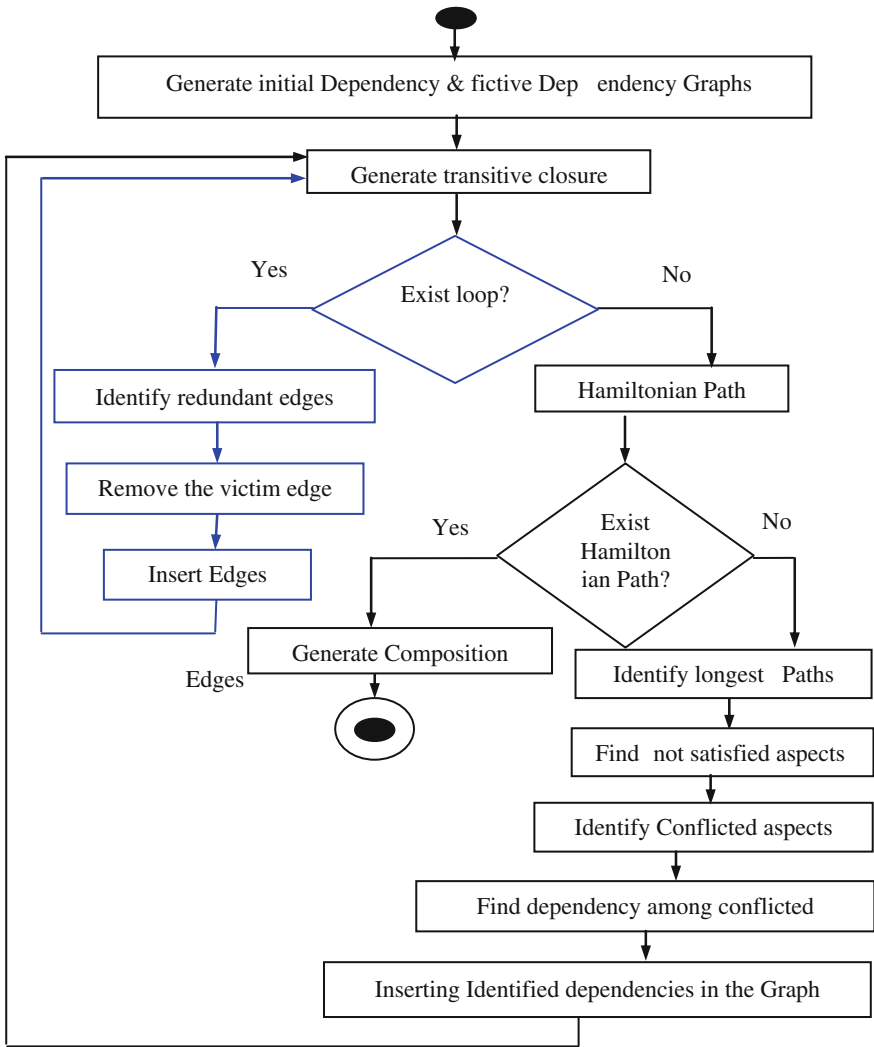 Generate initial Dependency & fictive Dep endency Graphs
Generate transitive closure
Yes
Exist loop?
No
Identify redundant edges
Hamiltonian Path
Remove the victim edge
Yes
Exist
Hamilton
ian Path?
No
Insert Edges
Generate Composition
Edges
Identify longest Paths
Find not satisfied aspects
Identify Conflicted aspects
Find dependency among conflicted
Inserting Identified dependencies in the Graph